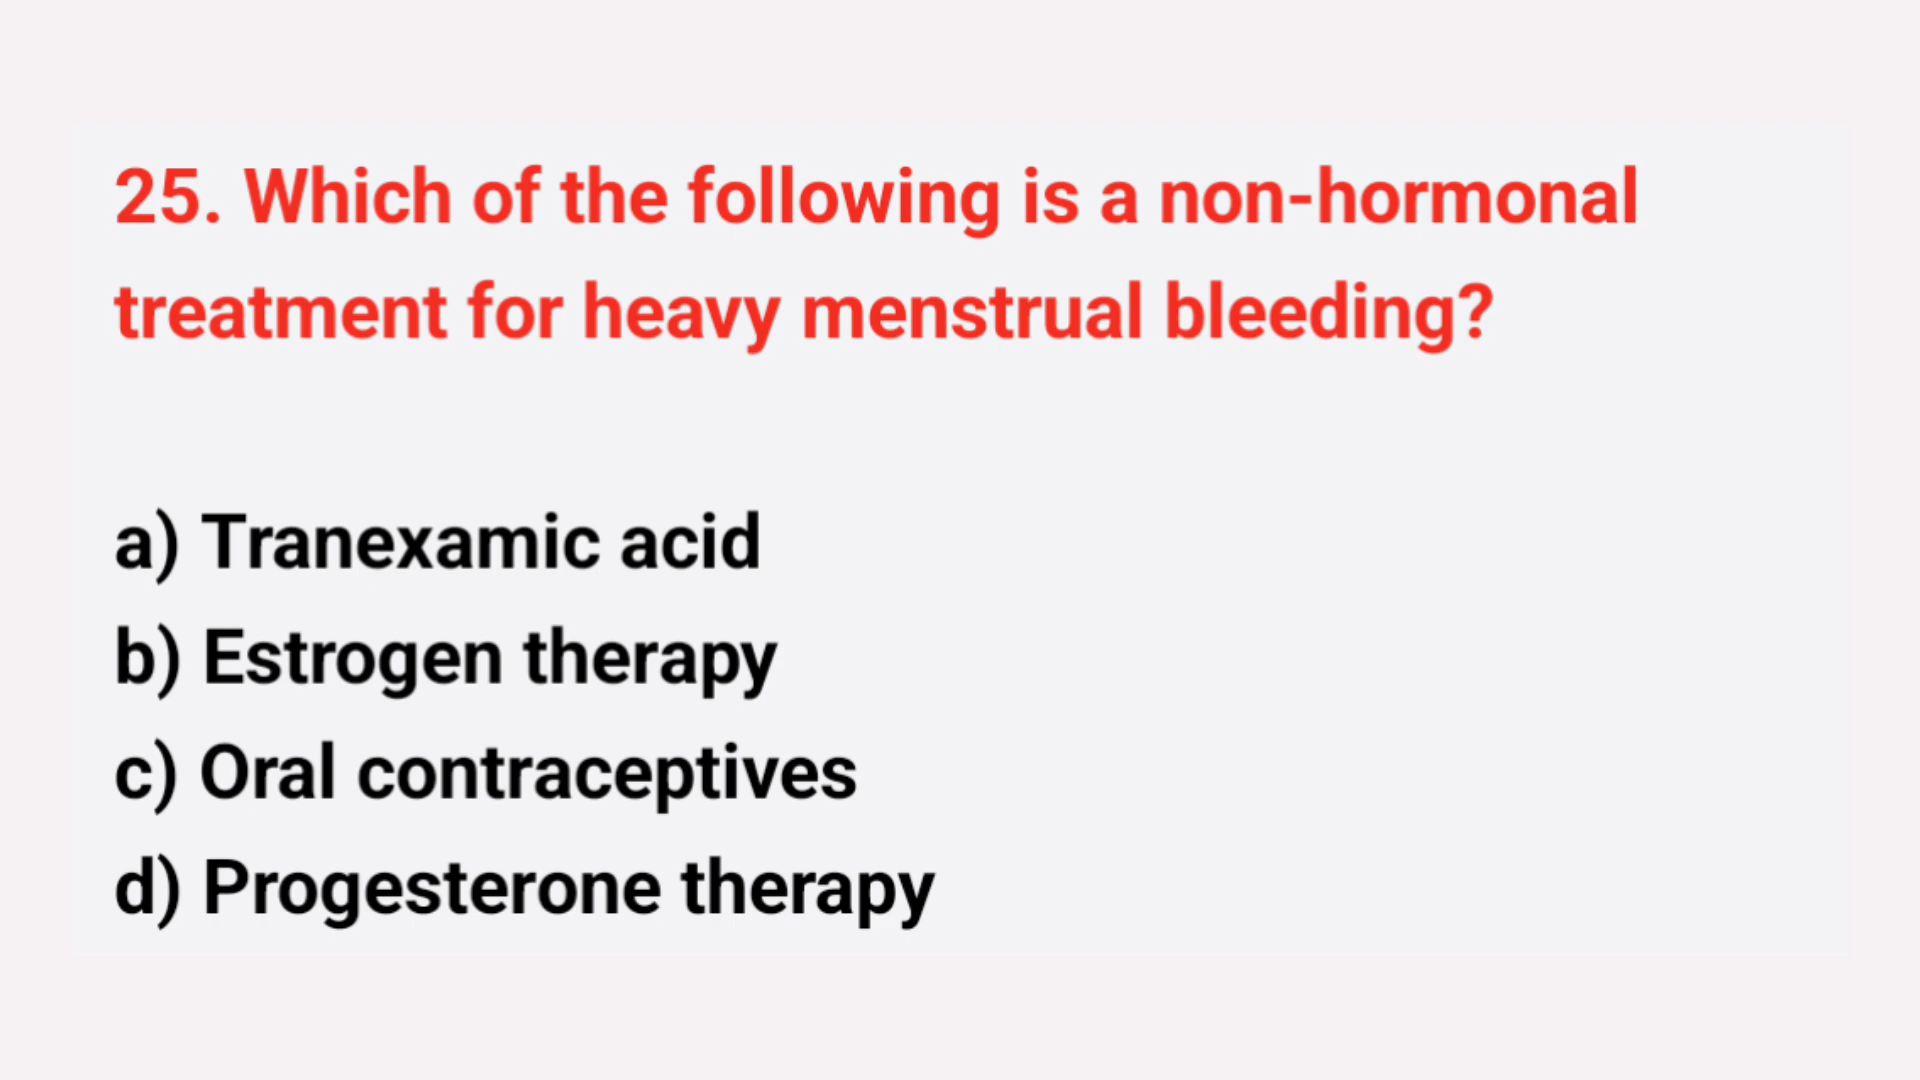 25. Which of the following is a non-hormonal
treatment for heavy menstrual bleeding?
a) Tranexamic acid
b) Estrogen therapy
c) Oral contraceptives
d) Progesterone therapy